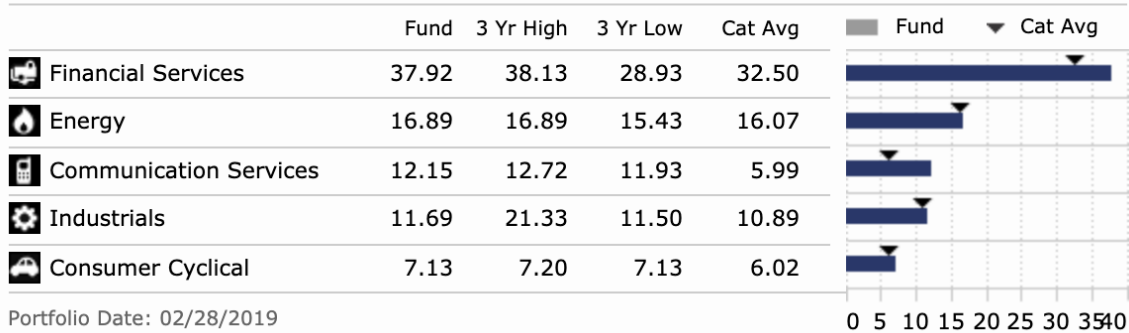 Fund 3 Yr High 3 Yr Low Cat Avg Fund Cat Avg
Financial Services 37.92 38.13 28.93 32.50
Energy 16.89 16.89 15.43 16.07
Communication Services 12.15 12.72 11.93 5.99
Industrials 11.69 21.33 11.50 10.89
Consumer Cyclical 7.13 7.20 7.13 6.02
Portfolio Date: 02/28/2019 0 5 10 15 20 25 30 35 40